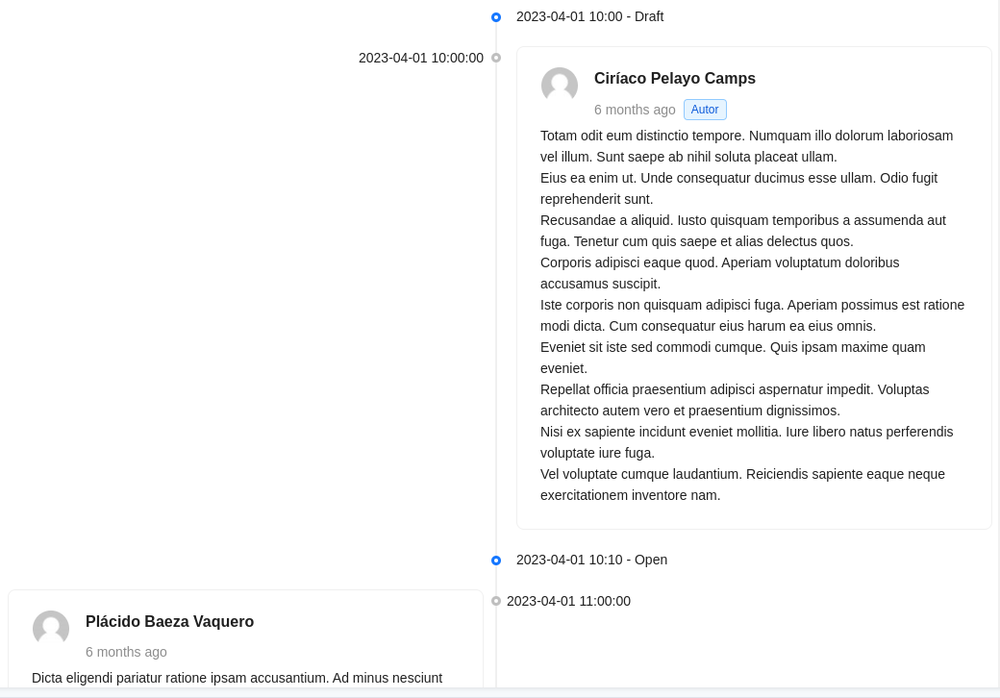 2023-04-01 10:00 - Draft
2023-04-01 10:00:00
Ciríaco Pelayo Camps
6 months ago Autor
Totam odit eum distinctio tempore. Numquam illo dolorum laboriosam
vel illum. Sunt saepe ab nihil soluta placeat ullam.
Eius ea enim ut. Unde consequatur ducimus esse ullam. Odio fugit
reprehenderit sunt.
Recusandae a aliquid. Iusto quisquam temporibus a assumenda aut
fuga. Tenetur cum quis saepe et alias delectus quos.
Corporis adipisci eaque quod. Aperiam voluptatum doloribus
accusamus suscipit.
Iste corporis non quisquam adipisci fuga. Aperiam possimus est ratione
modi dicta. Cum consequatur eius harum ea eius omnis.
Eveniet sit iste sed commodi cumque. Quis ipsam maxime quam
eveniet.
Repellat officia praesentium adipisci aspernatur impedit. Voluptas
architecto autem vero et praesentium dignissimos.
Nisi ex sapiente incidunt eveniet mollitia. Iure libero natus perferendis
voluptate iure fuga.
Vel voluptate cumque laudantium. Reiciendis sapiente eaque neque
exercitationem inventore nam.
2023-04-01 10:10 - Open
2023-04-01 11:00:00
Plácido Baeza Vaquero
6 months ago
Dicta eligendi pariatur ratione ipsam accusantium. Ad minus nesciunt